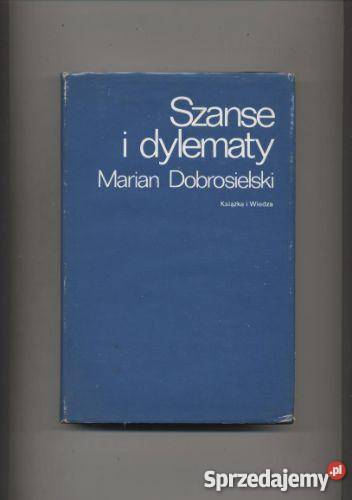 Szanse
i dylematy
Marian Dobrosielski
Książka i Wiedza
Sprzedajemy.pl